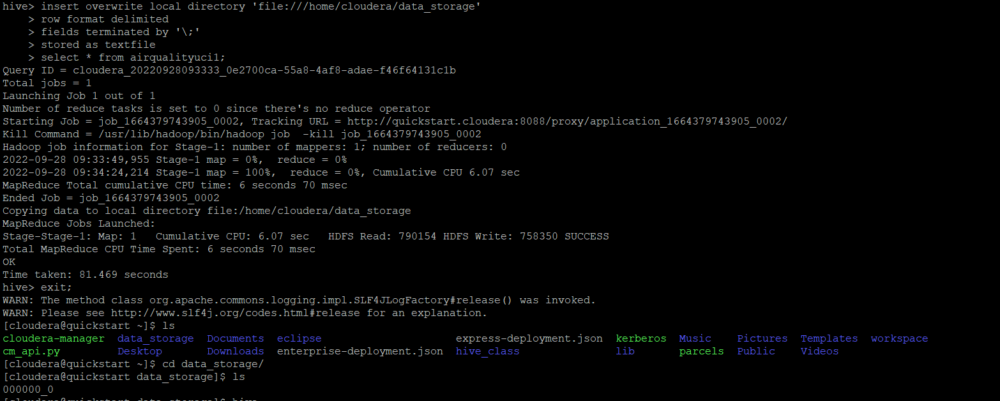 hive> insert overwrite local directory 'file:///home/cloudera/data_storage'
    > row format delimited
    > fields terminated by '\;'
    > stored as textfile
    > select * from airqualityuci1;
Query ID = cloudera_20220928093333_0e2700ca-55a8-4af8-adae-f46f64131c1b
Total jobs = 1
Launching Job 1 out of 1
Number of reduce tasks is set to 0 since there's no reduce operator
Starting Job = job_1664379743905_0002, Tracking URL = http://quickstart.cloudera:8088/proxy/application_1664379743905_0002/
Kill Command = /usr/lib/hadoop/bin/hadoop job  -kill job_1664379743905_0002
Hadoop job information for Stage-1: number of mappers: 1; number of reducers: 0
2022-09-28 09:33:49,955 Stage-1 map = 0%,  reduce = 0%
2022-09-28 09:34:24,214 Stage-1 map = 100%,  reduce = 0%, Cumulative CPU 6.07 sec
MapReduce Total cumulative CPU time: 6 seconds 70 msec
Ended Job = job_1664379743905_0002
Copying data to local directory file:/home/cloudera/data_storage
MapReduce Jobs Launched:
Stage-Stage-1: Map: 1   Cumulative CPU: 6.07 sec   HDFS Read: 790154 HDFS Write: 758350 SUCCESS
Total MapReduce CPU Time Spent: 6 seconds 70 msec
OK
Time taken: 81.469 seconds
hive> exit;
WARN: The method class org.apache.commons.logging.impl.SLF4JLogFactory#release() was invoked.
WARN: Please see http://www.slf4j.org/codes.html#release for an explanation.
[cloudera@quickstart ~]$ ls
cloudera-manager  data_storage  Documents  eclipse                     express-deployment.json  kerberos  Music    Pictures  Templates  workspace
cm_api.py         Desktop       Downloads  enterprise-deployment.json  hive_class               lib       parcels  Public    Videos
[cloudera@quickstart ~]$ cd data_storage/
[cloudera@quickstart data_storage]$ ls
000000_0
[cloudera@quickstart data_storage]$ hive